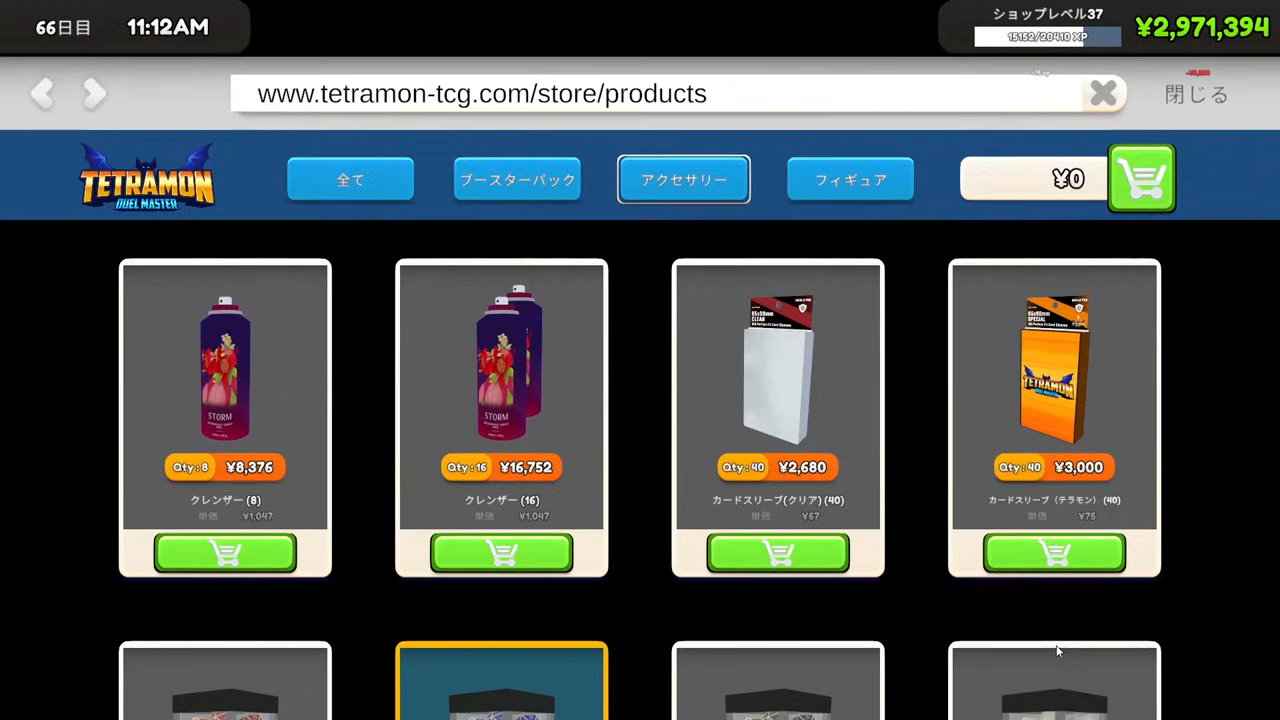 66日目 11:12AM
ショップレベル37
15152/20410 XP
¥2,971,394
www.tetramon-tcg.com/store/products
閉じる
TETRAMON
DUEL MASTER
全て
ブースターパック
アクセサリー
フィギュア
¥0
STORM
Qty : 8 ¥8,376
クレンザー (8)
単価 ¥1,047
STORM
Qty : 16 ¥16,752
クレンザー (16)
単価 ¥1,047
CLEAR
Qty : 40 ¥2,680
カードスリーブ(クリア) (40)
単価 ¥67
SPECIAL
TETRAMON
Qty : 40 ¥3,000
カードスリーブ（テラモン） (40)
単価 ¥75